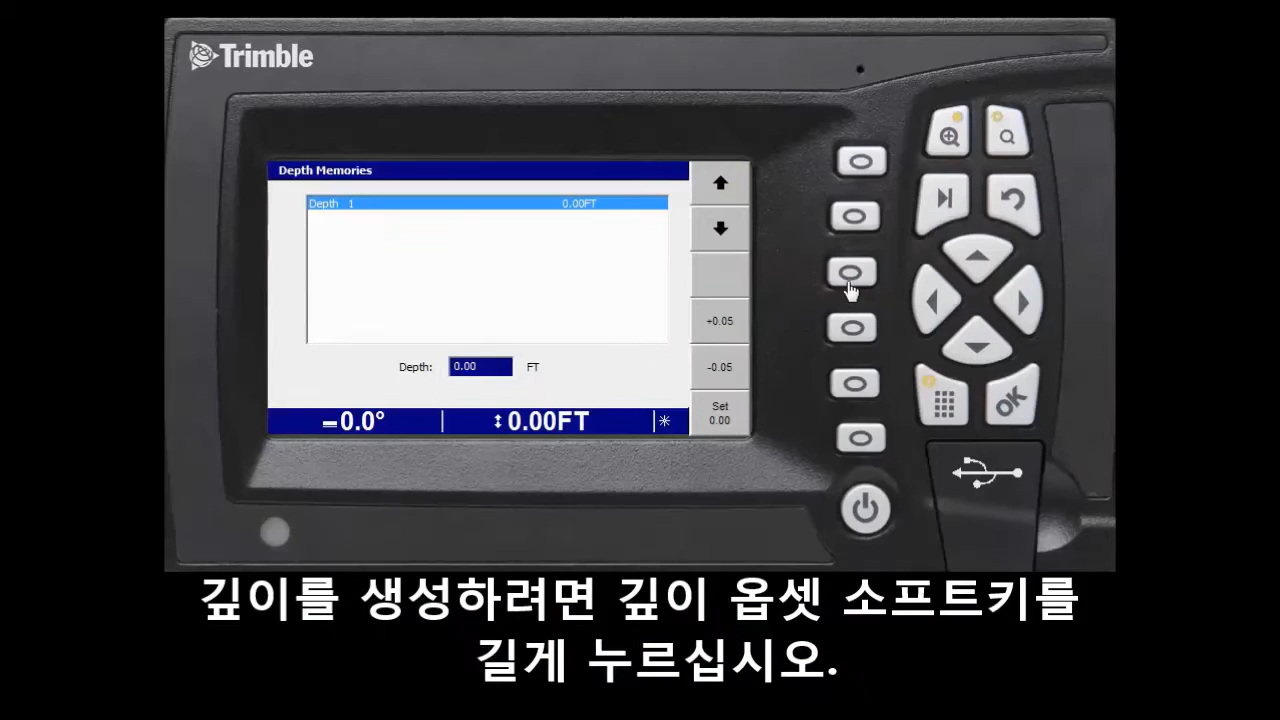 Trimble
Depth Memories
Depth 1 0.00FT
+0.05
-0.05
Depth: 0.00 FT
Set
0.00
-0.0° 0.00FT
OK
깊이를 생성하려면 깊이 옵셋 소프트키를
길게 누르십시오.